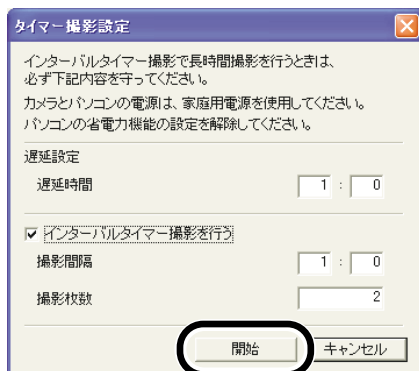 タイマー撮影設定
インターバルタイマー撮影で長時間撮影を行うときは、
必ず下記内容を守ってください。
カメラとパソコンの電源は、家庭用電源を使用してください。
パソコンの省電力機能の設定を解除してください。
遅延設定
遅延時間 1 : 0
インターバルタイマー撮影を行う
撮影間隔 1 : 0
撮影枚数 2
開始 キャンセル